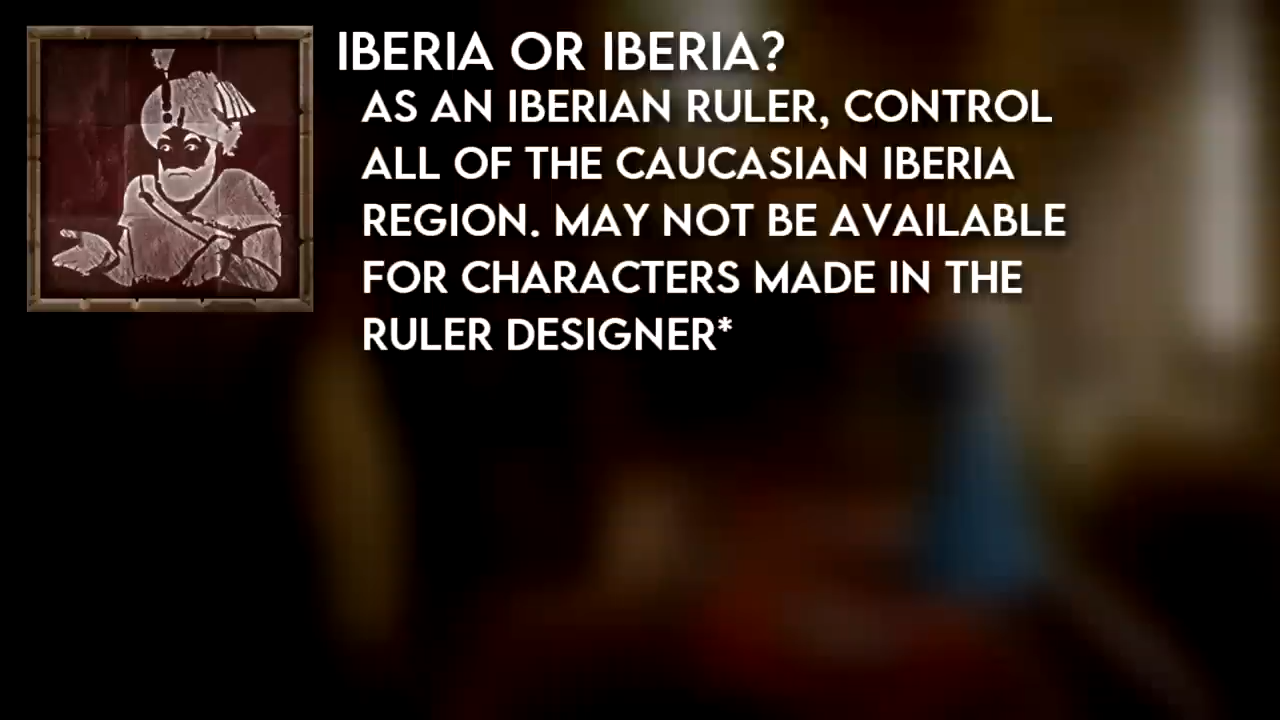 IBERIA OR IBERIA?
AS AN IBERIAN RULER, CONTROL
ALL OF THE CAUCASIAN IBERIA
REGION. MAY NOT BE AVAILABLE
FOR CHARACTERS MADE IN THE
RULER DESIGNER*